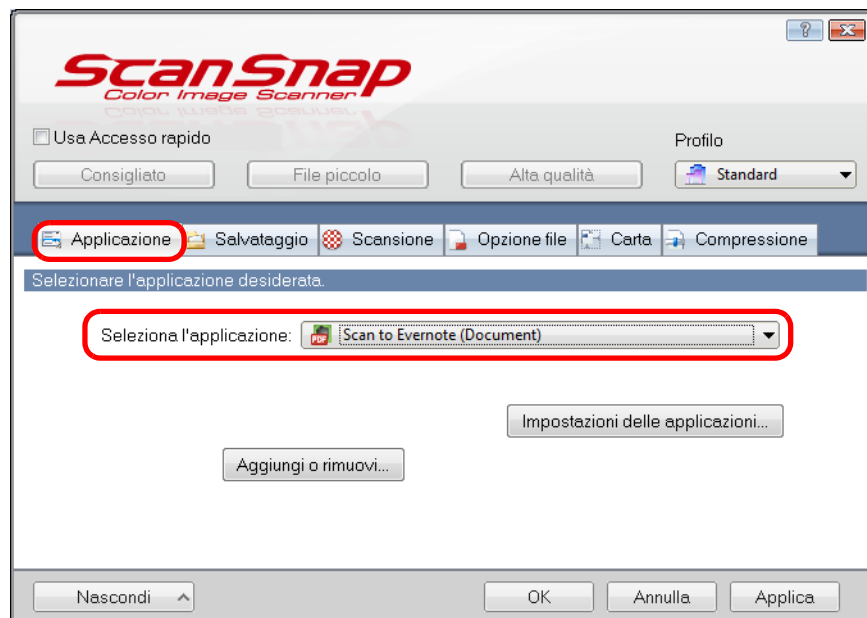 ScanSnap
Color Image Scanner
Usa Accesso rapido
Profilo
Consigliato File piccolo Alta qualità Standard
Applicazione Salvataggio Scansione Opzione file Carta Compressione
Selezionare l'applicazione desiderata.
Seleziona l'applicazione: PDF Scan to Evernote (Document)
Impostazioni delle applicazioni...
Aggiungi o rimuovi...
Nascondi OK Annulla Applica